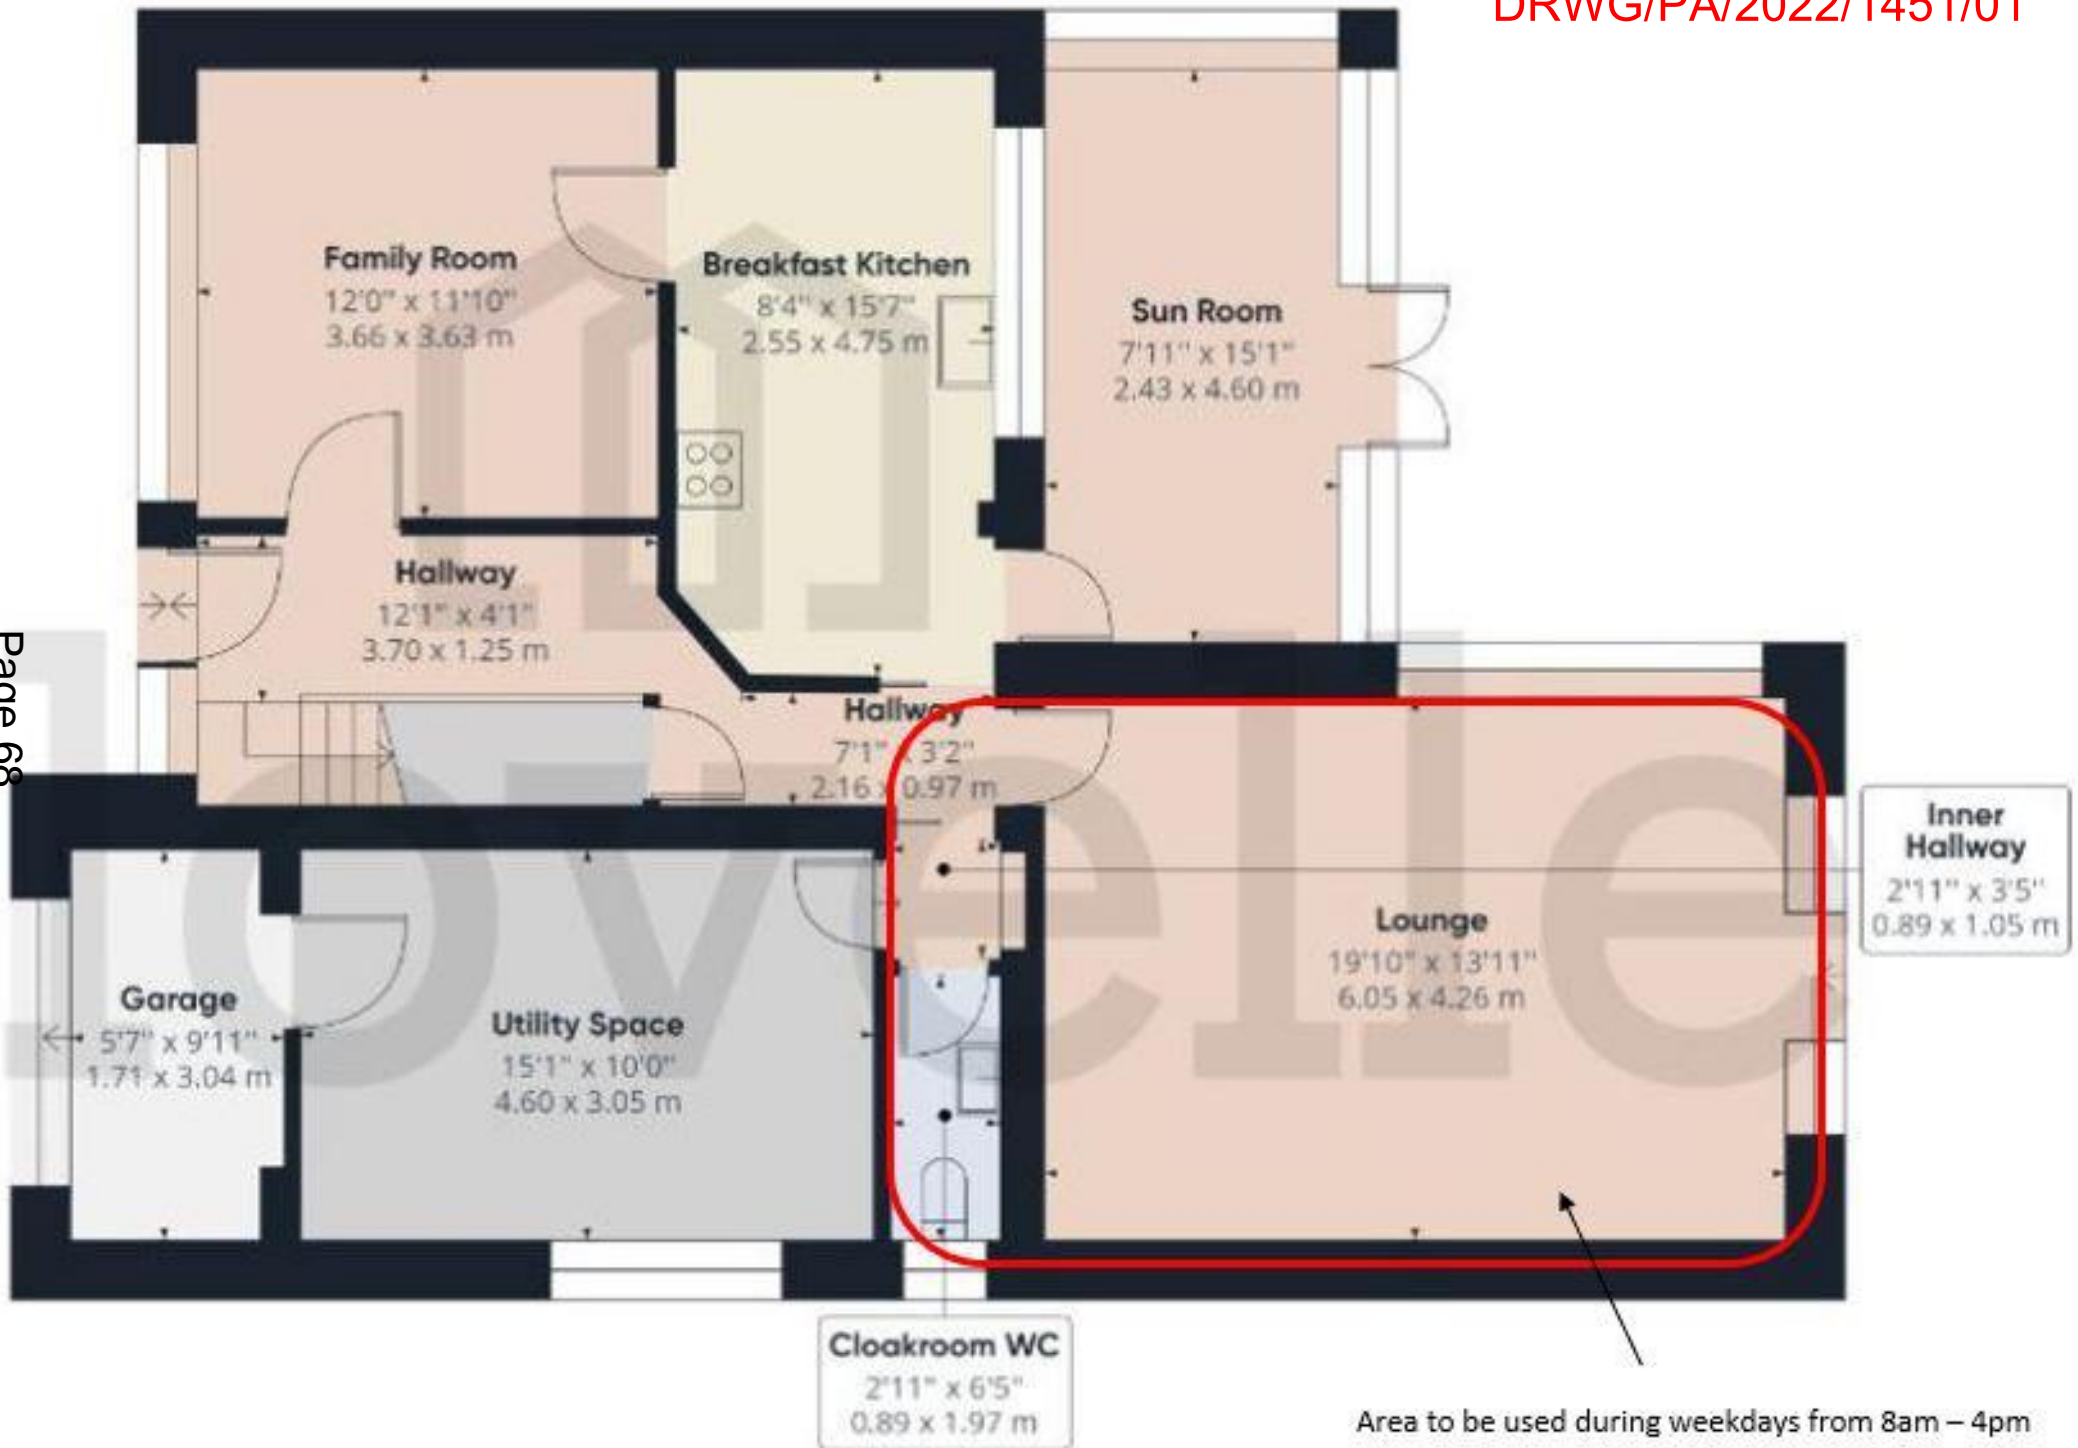 DRWG/PA/2022/1451/01
Family Room
12'0" x 11'10"
3.66 x 3.63 m
Breakfast Kitchen
8'4" x 15'7"
2.55 x 4.75 m
Sun Room
7'11" x 15'1"
2.43 x 4.60 m
Hallway
12'1" x 4'1"
3.70 x 1.25 m
Page 68
Hallway
7'1" x 3'2"
2.16 x 0.97 m
Inner
Hallway
2'11" x 3'5"
0.89 x 1.05 m
Lounge
19'10" x 13'11"
6.05 x 4.26 m
Garage
5'7" x 9'11"
1.71 x 3.04 m
Utility Space
15'1" x 10'0"
4.60 x 3.05 m
lovelle
Cloakroom WC
2'11" x 6'5"
0.89 x 1.97 m
Area to be used during weekdays from 8am – 4pm